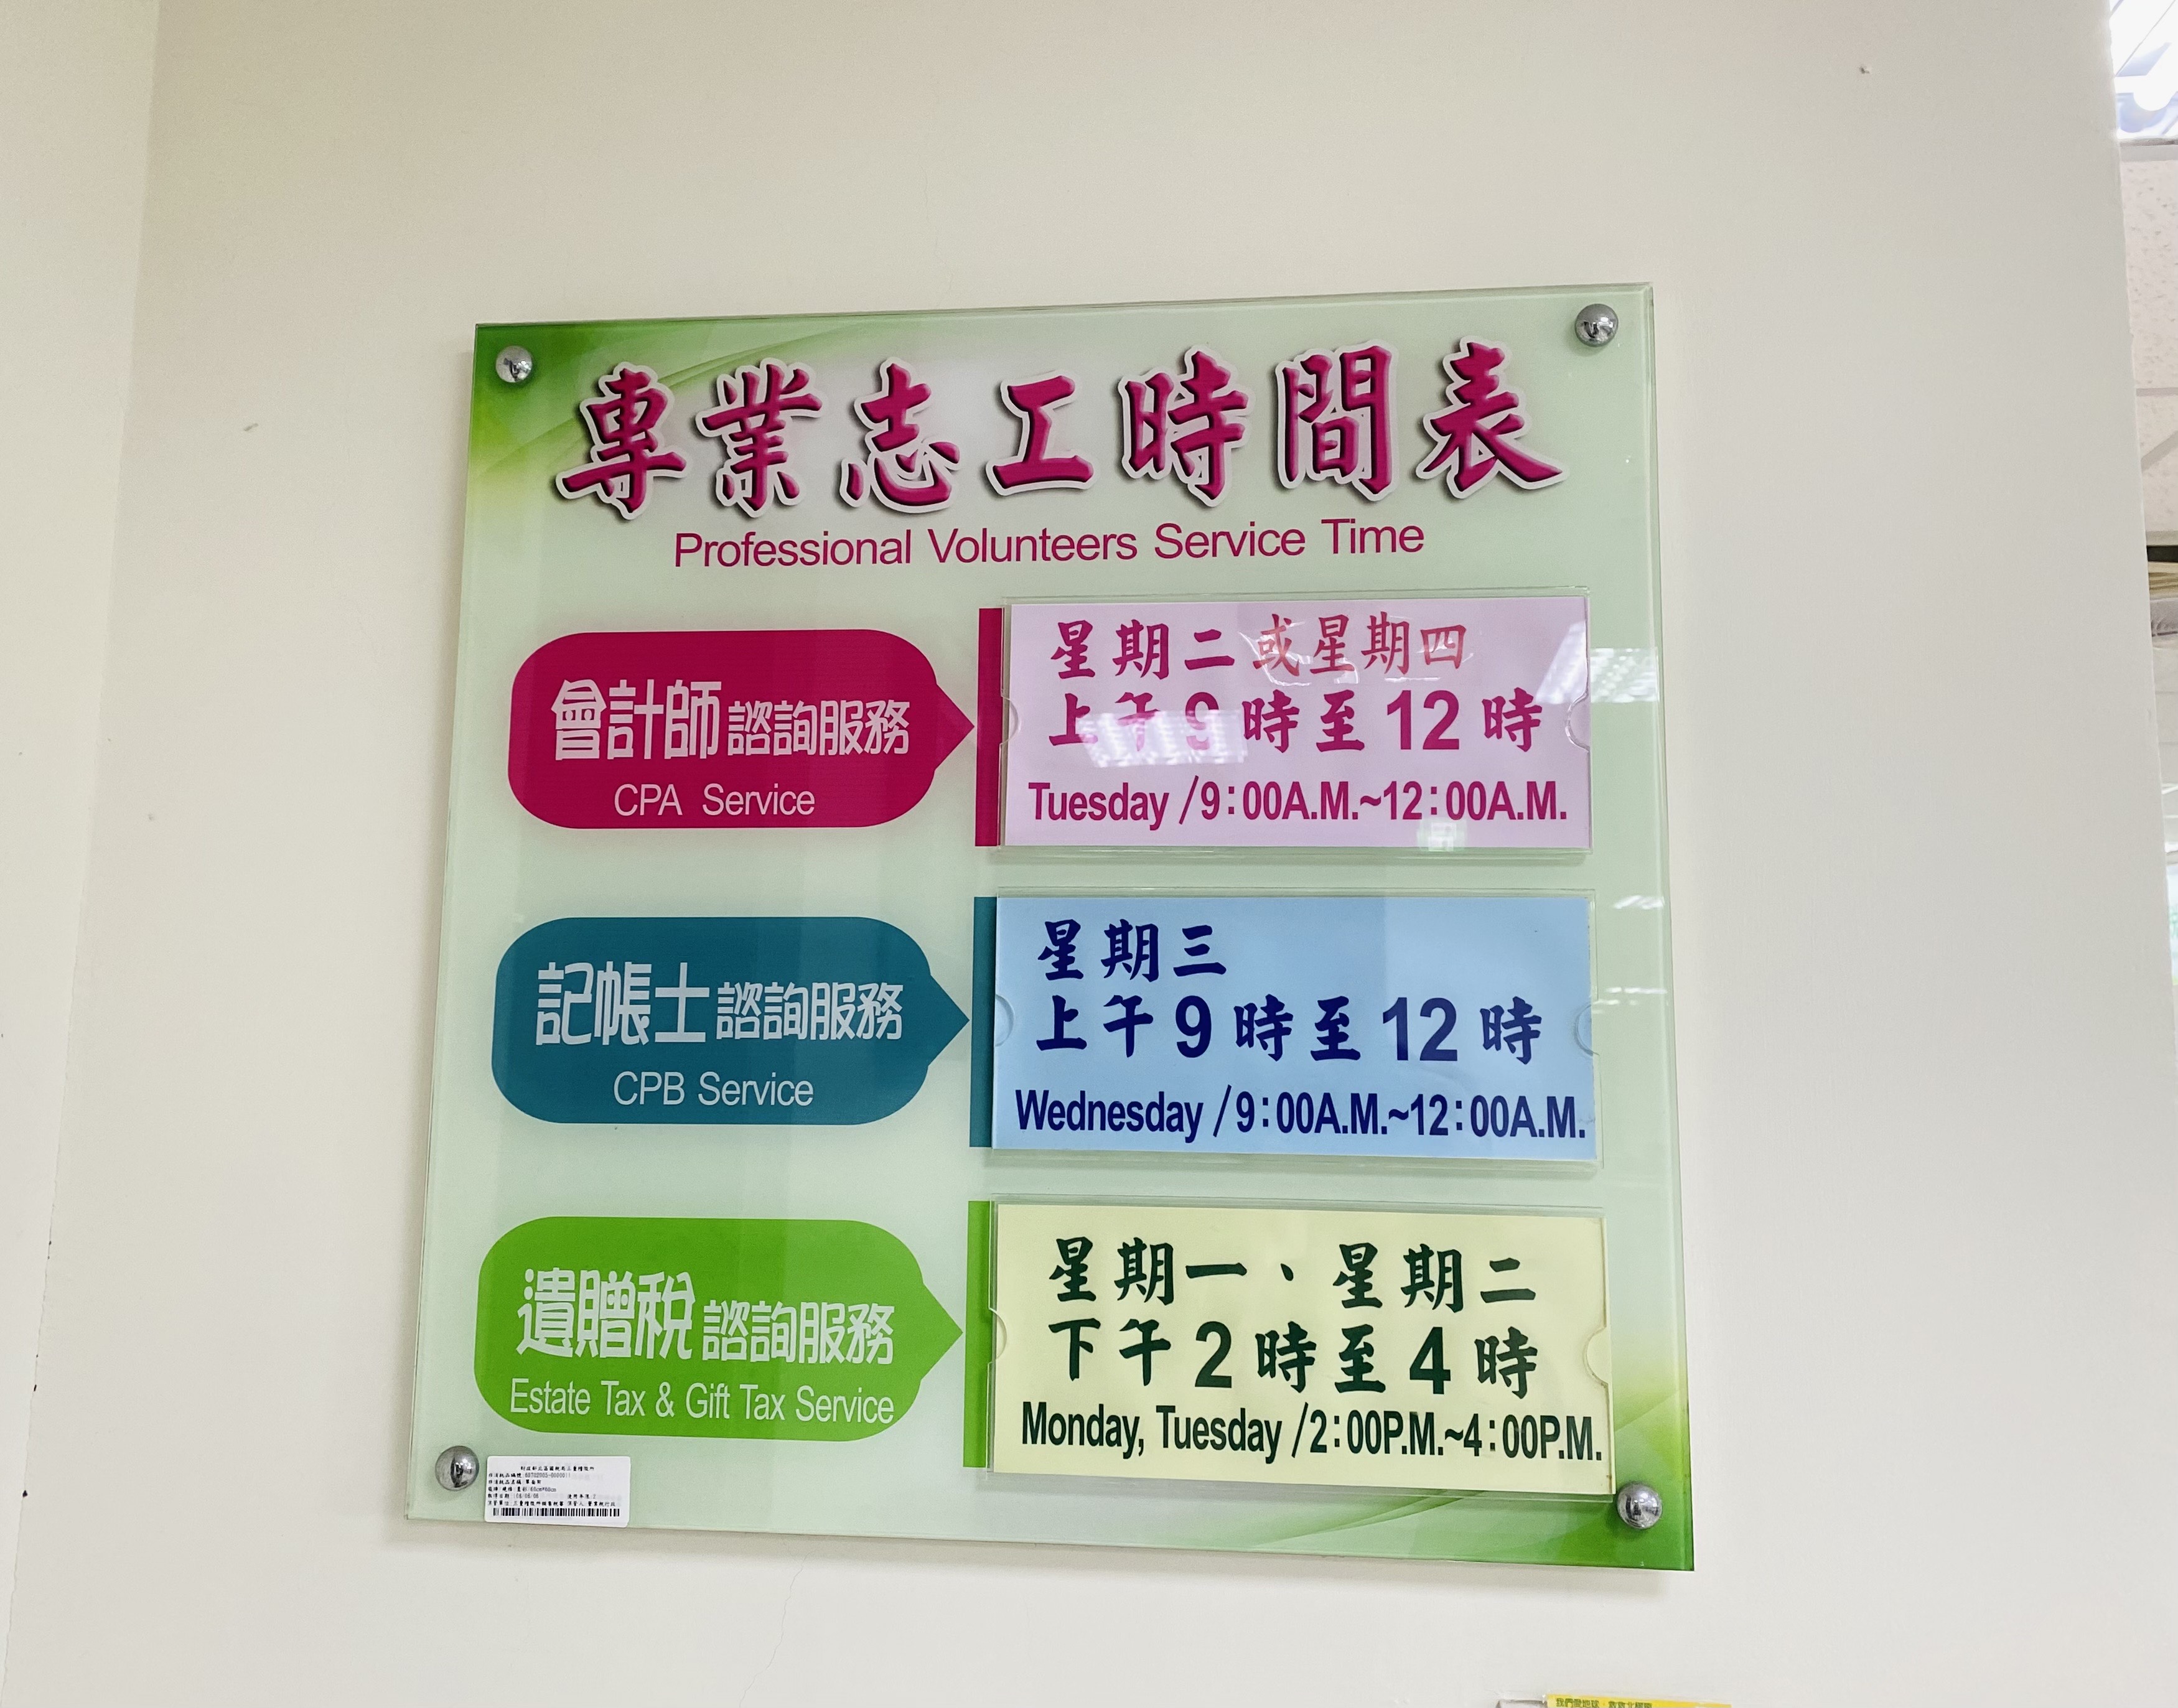 專業志工時間表
Professional Volunteers Service Time
會計師諮詢服務
CPA Service
星期二或星期四
上午9時至12時
Tuesday /9:00A.M.~12:00A.M.
記帳士諮詢服務
CPB Service
星期三
上午9時至12時
Wednesday /9:00A.M.~12:00A.M.
遺贈稅諮詢服務
Estate Tax & Gift Tax Service
星期一、星期二
下午2時至4時
Monday, Tuesday /2:00P.M.~4:00P.M.